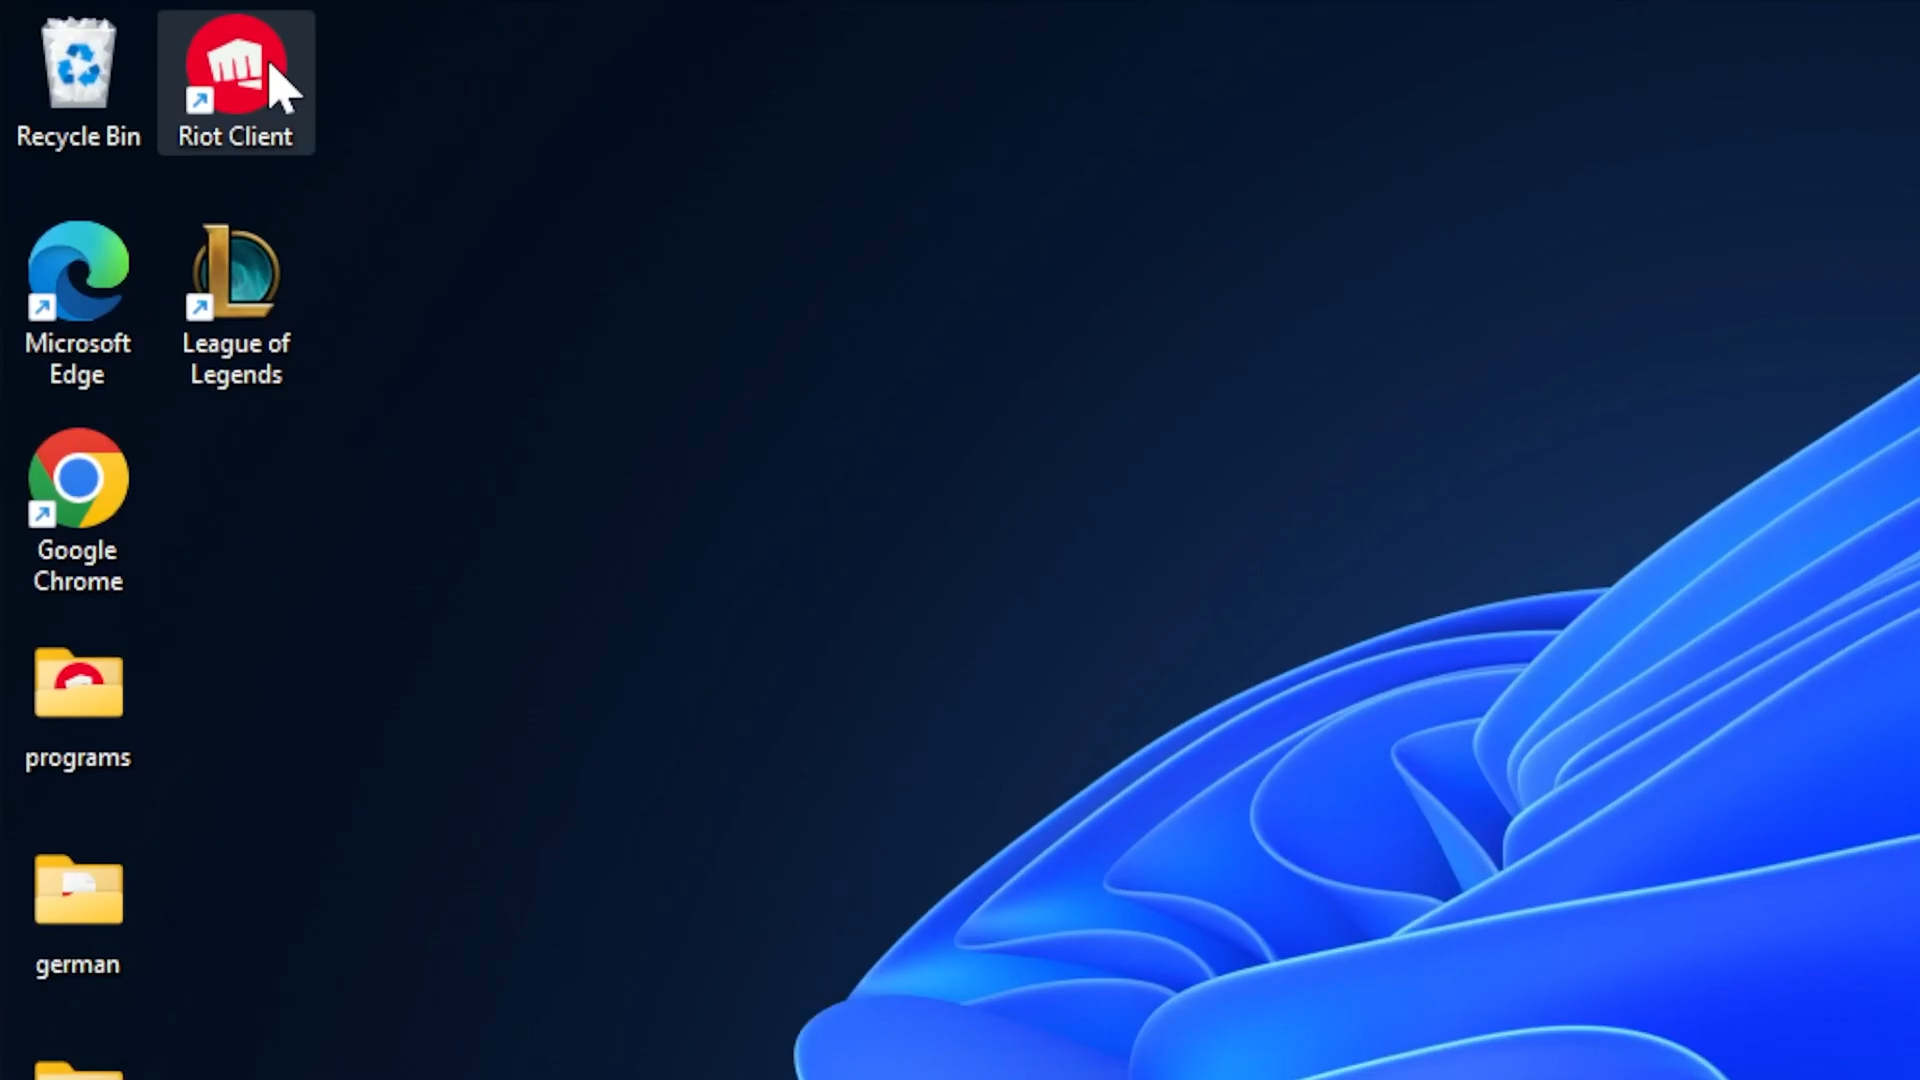 Recycle Bin
Riot Client
Microsoft
Edge
League of
Legends
Google
Chrome
programs
german